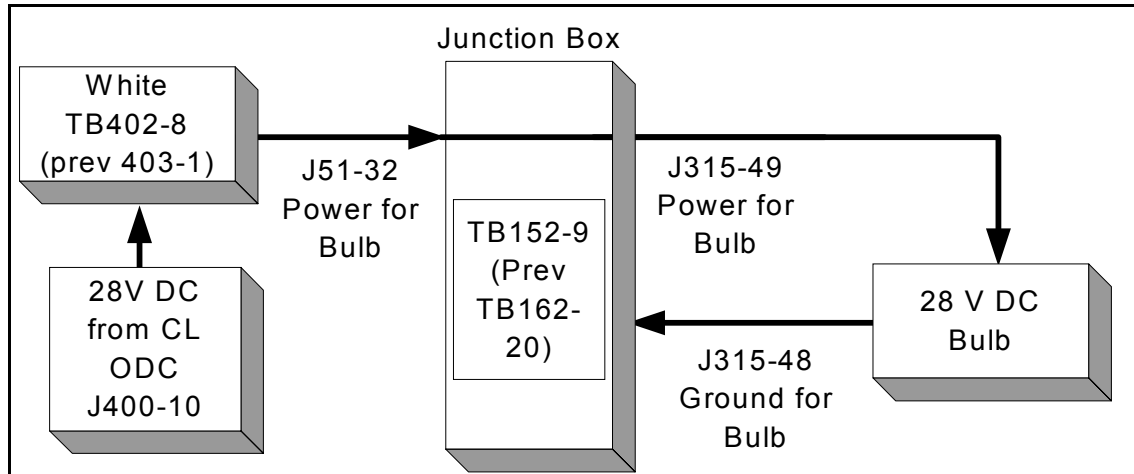 Junction Box
White
TB402-8
(prev 403-1)
J51-32
Power for
Bulb
28V DC
from CL
ODC
J400-10
TB152-9
(Prev
TB162-
20)
J315-49
Power for
Bulb
28 V DC
Bulb
J315-48
Ground for
Bulb